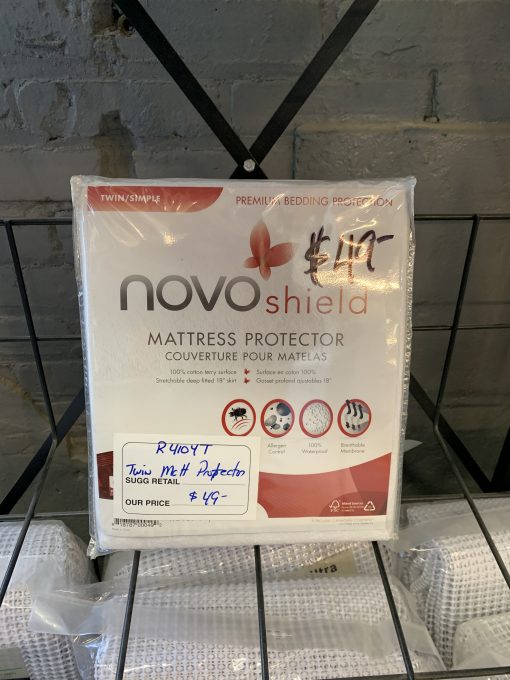 TWIN/SIMPLE
PREMIUM BEDDING PROTECTION
$49-
novo shield
MATTRESS PROTECTOR
COUVERTURE POUR MATELAS
100% cotton terry surface
Surface en coton 100%
Stretchable deep fitted 18" skirt
Gosset profond ajustables 18"
Allergen Control
100% Waterproof
Breathable Membrane
R4104T
Twin
Protector
SUGG RETAIL
OUR PRICE $49-
FSC